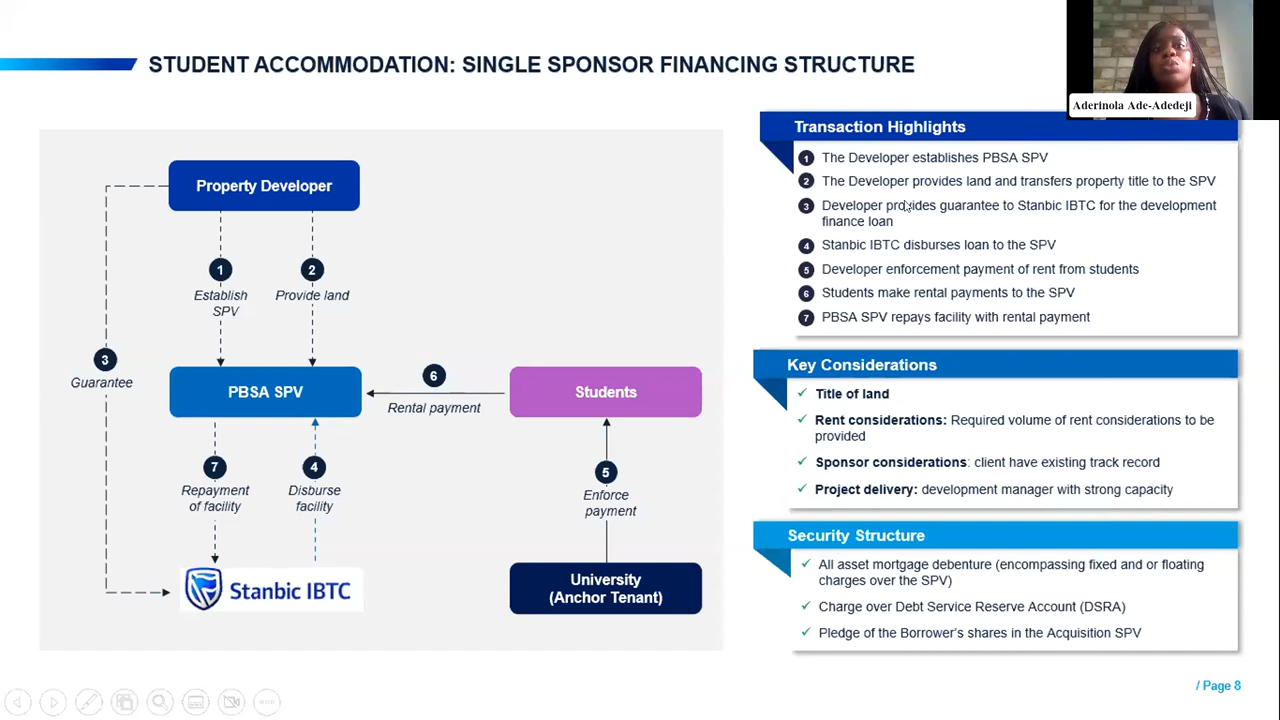 STUDENT ACCOMMODATION: SINGLE SPONSOR FINANCING STRUCTURE
Aderinola Ade-Adedeji
Property Developer
1
Establish
SPV
2
Provide land
3
Guarantee
PBSA SPV
6
Rental payment
Students
7
Repayment
of facility
4
Disburse
facility
5
Enforce
payment
Stanbic IBTC
University
(Anchor Tenant)
Transaction Highlights
1 The Developer establishes PBSA SPV
2 The Developer provides land and transfers property title to the SPV
3 Developer provides guarantee to Stanbic IBTC for the development
finance loan
4 Stanbic IBTC disburses loan to the SPV
5 Developer enforcement payment of rent from students
6 Students make rental payments to the SPV
7 PBSA SPV repays facility with rental payment
Key Considerations
✓ Title of land
✓ Rent considerations: Required volume of rent considerations to be
provided
✓ Sponsor considerations: client have existing track record
✓ Project delivery: development manager with strong capacity
Security Structure
✓ All asset mortgage debenture (encompassing fixed and or floating
charges over the SPV)
✓ Charge over Debt Service Reserve Account (DSRA)
✓ Pledge of the Borrower's shares in the Acquisition SPV
/ Page 8